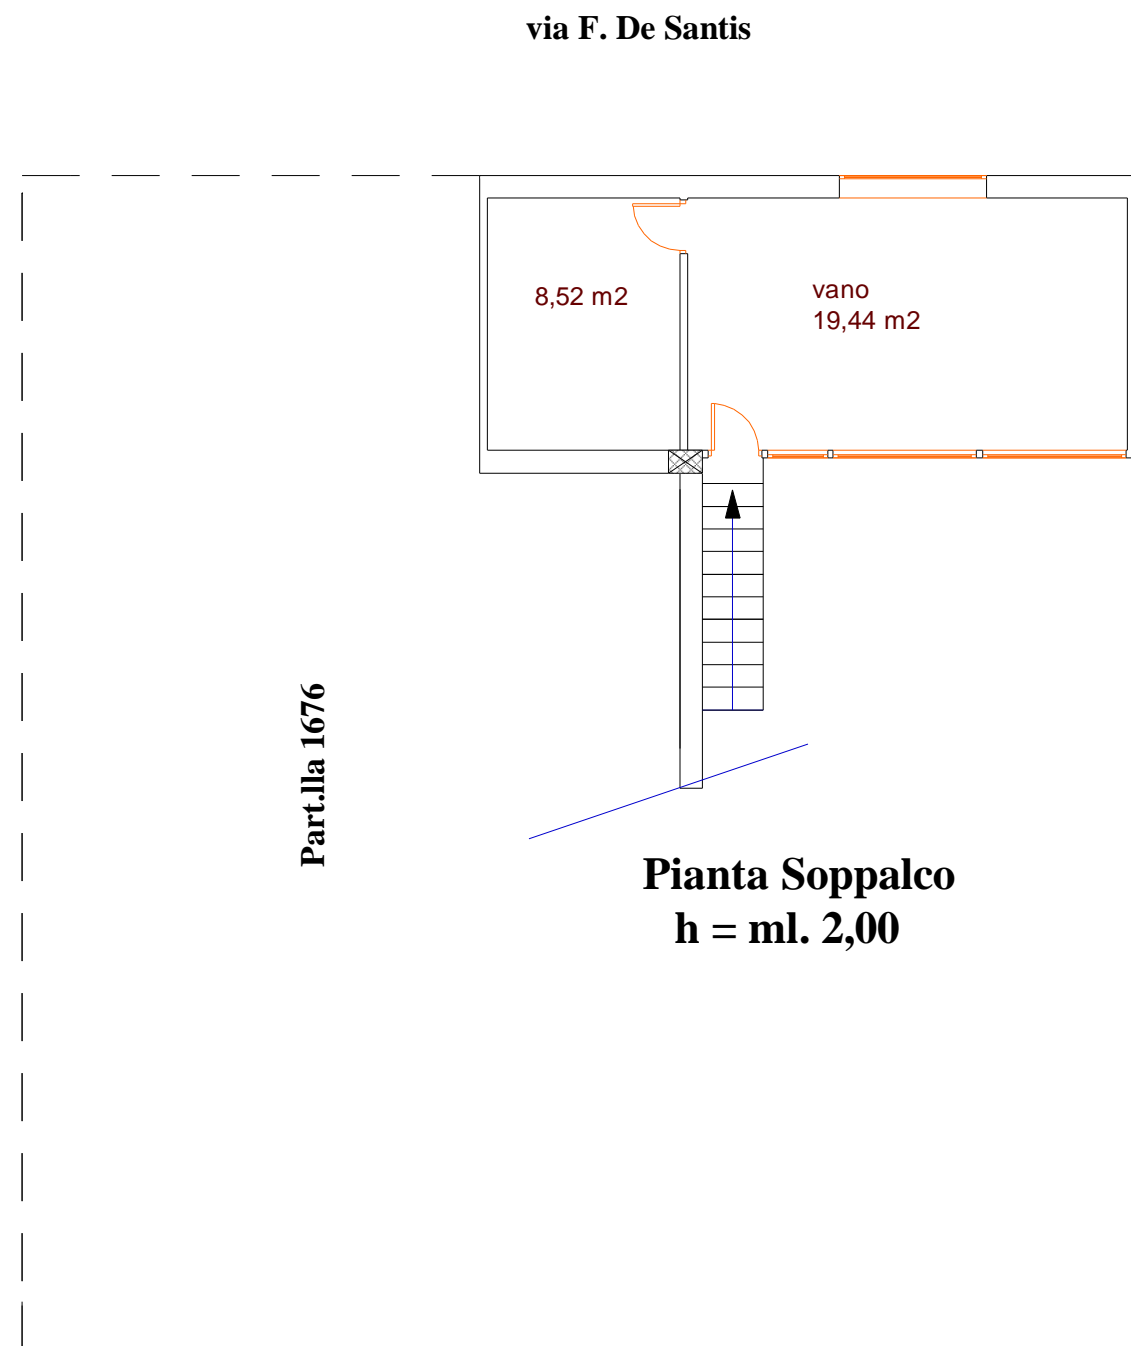 via F. De Santis
8,52 m2
vano
19,44 m2
Part.lla 1676
Pianta Soppalco
h = ml. 2,00